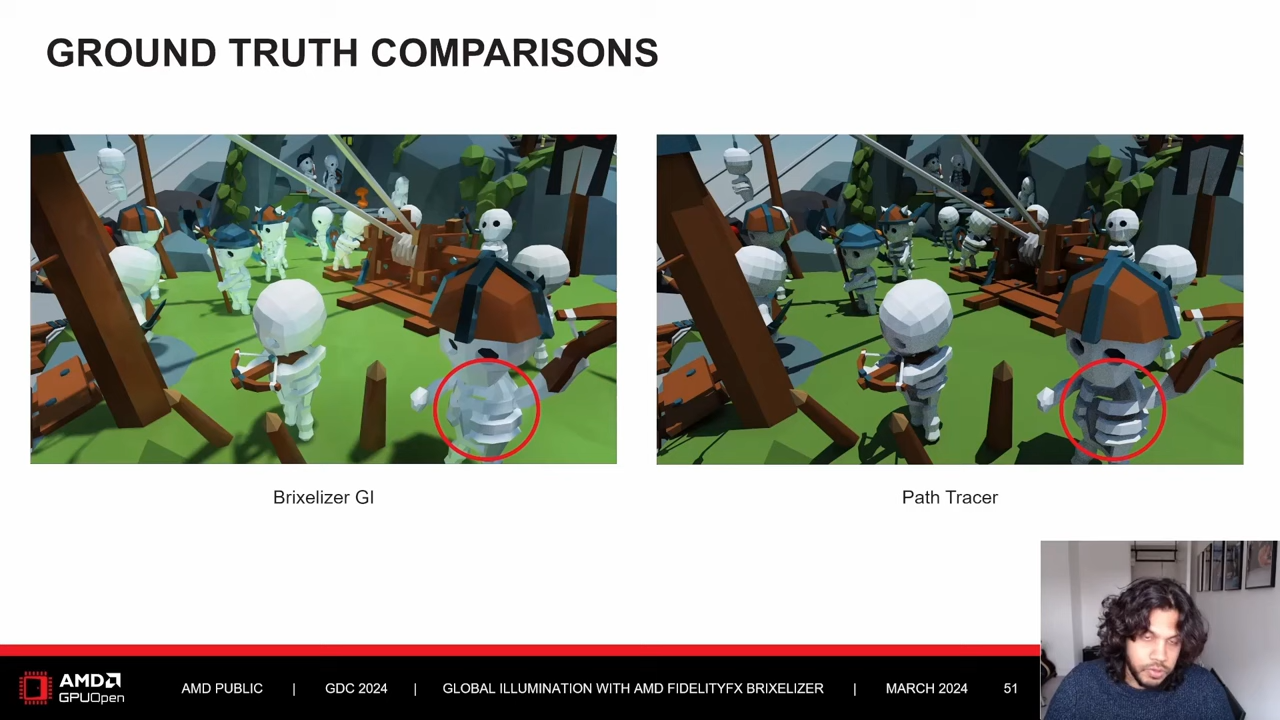 GROUND TRUTH COMPARISONS
Brixelizer GI
Path Tracer
AMD
GPUOpen
AMD PUBLIC | GDC 2024 | GLOBAL ILLUMINATION WITH AMD FIDELITYFX BRIXELIZER | MARCH 2024 51